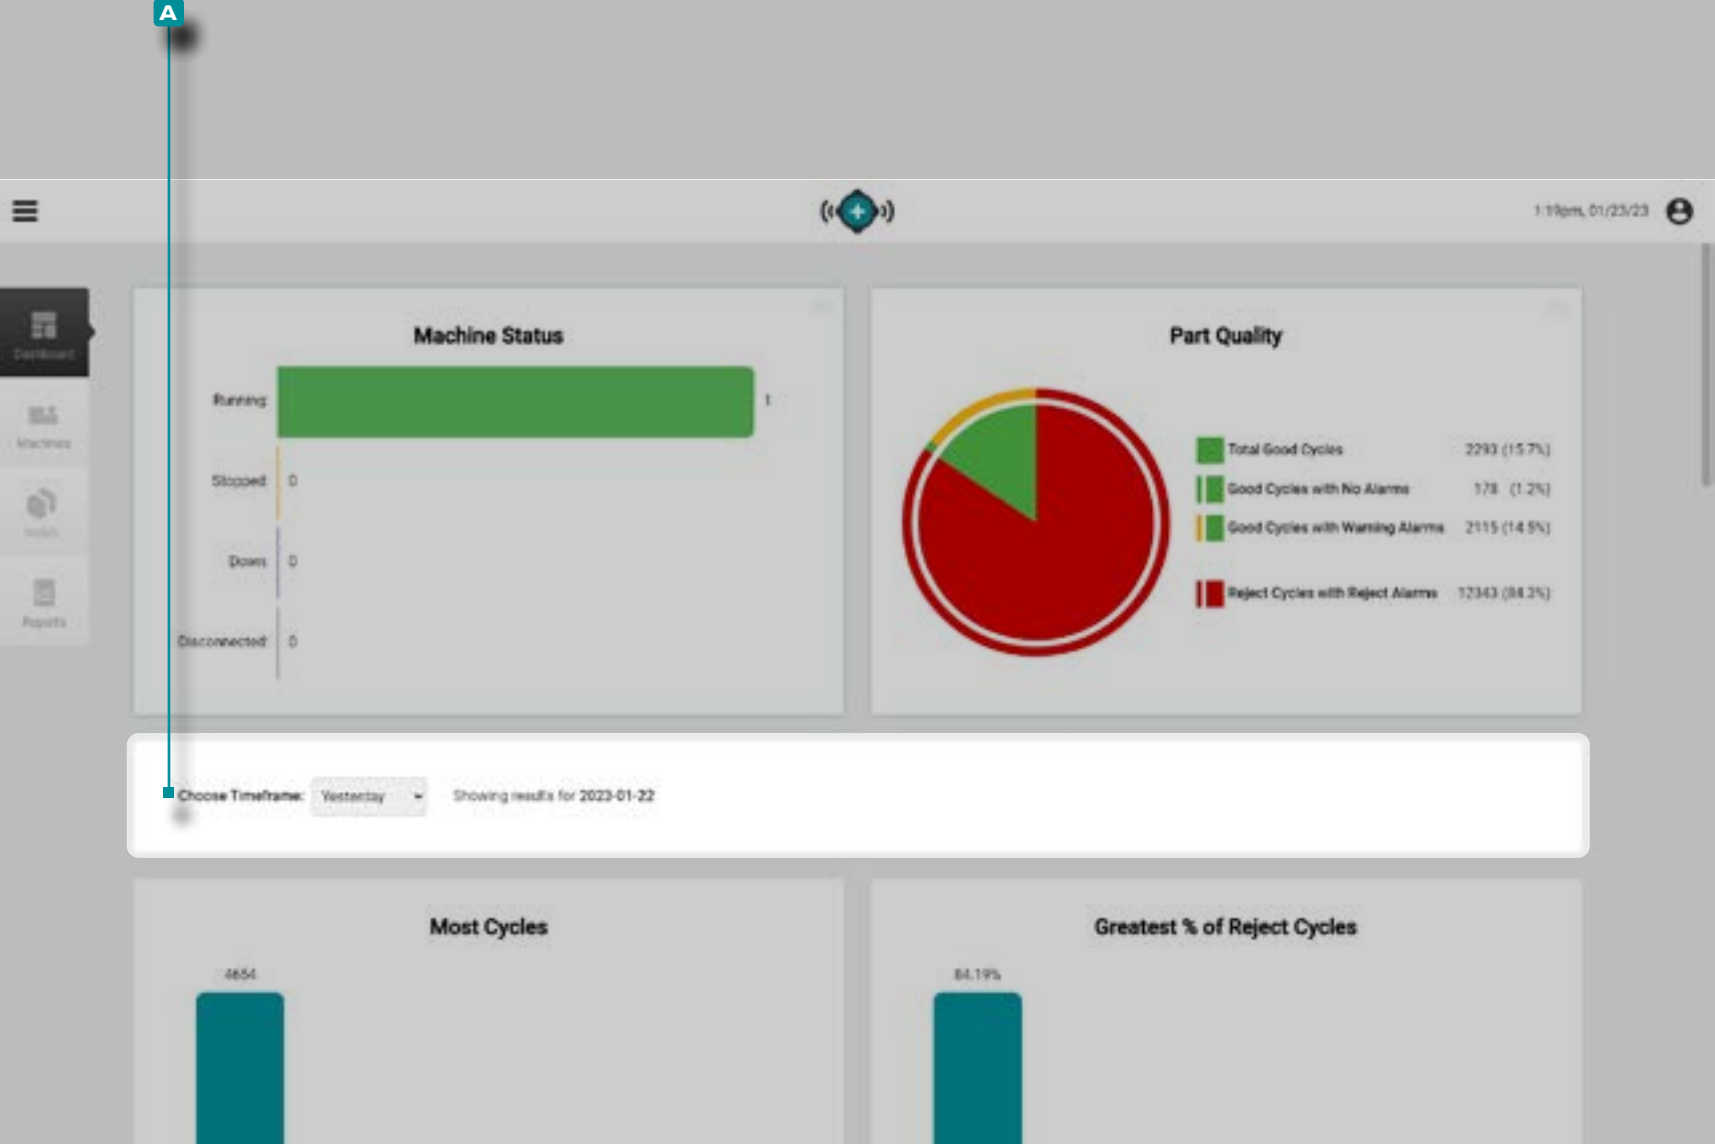 A
1:19pm, 01/23/23
Dashboard
Machines
Reports
Machine Status
Running: 1
Stopped: 0
Down: 0
Disconnected: 0
Part Quality
Total Good Cycles 2293 (15.7%)
Good Cycles with No Alarms 178 (1.2%)
Good Cycles with Warning Alarms 2115 (14.5%)
Reject Cycles with Reject Alarms 12343 (84.3%)
Choose Timeframe: Yesterday Showing results for 2023-01-22
Most Cycles
4654
Greatest % of Reject Cycles
84.19%